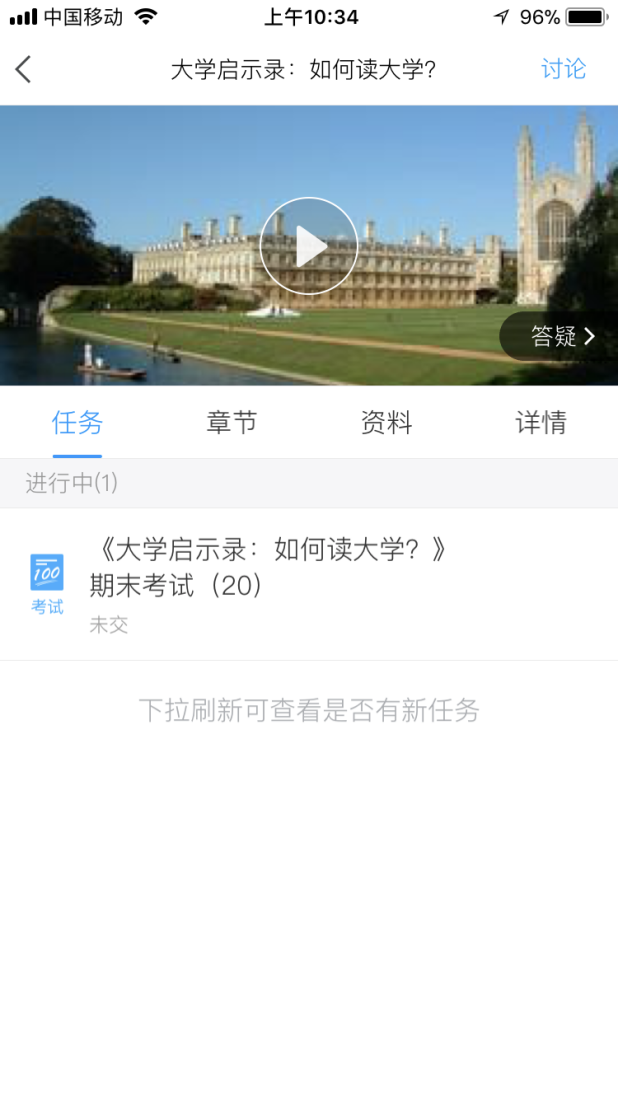 中国移动 上午10:34 96%
大学启示录：如何读大学? 讨论
答疑
任务 章节 资料 详情
进行中(1)
100
考试
《大学启示录：如何读大学？》
期末考试（20）
未交
下拉刷新可查看是否有新任务